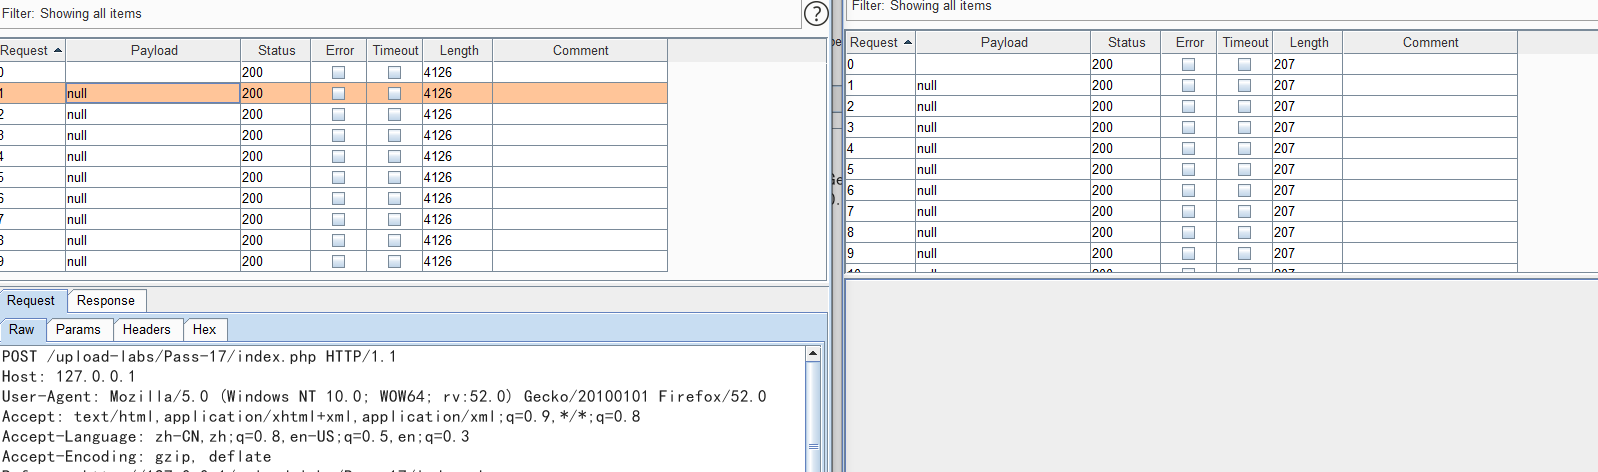 Filter: Showing all items
?
Request Payload Status Error Timeout Length Comment
0 200 4126
1 null 200 4126
2 null 200 4126
3 null 200 4126
4 null 200 4126
5 null 200 4126
6 null 200 4126
7 null 200 4126
8 null 200 4126
9 null 200 4126
Request Response
Raw Params Headers Hex
POST /upload-labs/Pass-17/index.php HTTP/1.1
Host: 127.0.0.1
User-Agent: Mozilla/5.0 (Windows NT 10.0; WOW64; rv:52.0) Gecko/20100101 Firefox/52.0
Accept: text/html,application/xhtml+xml,application/xml;q=0.9,*/*;q=0.8
Accept-Language: zh-CN,zh;q=0.8,en-US;q=0.5,en;q=0.3
Accept-Encoding: gzip, deflate
Filter: Showing all items
Request Payload Status Error Timeout Length Comment
0 200 207
1 null 200 207
2 null 200 207
3 null 200 207
4 null 200 207
5 null 200 207
6 null 200 207
7 null 200 207
8 null 200 207
9 null 200 207